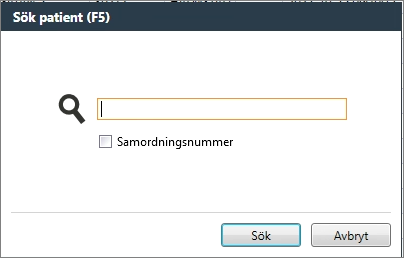 Sök patient (F5)
Samordningsnummer
Sök
Avbryt